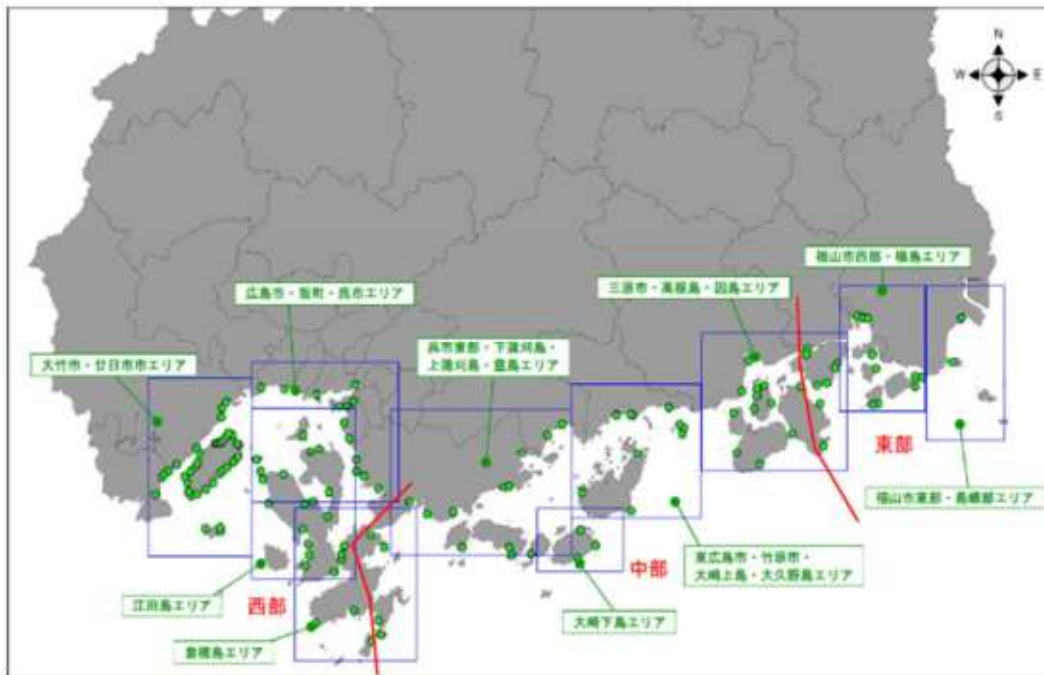 N
W
E
S
福山市西部・福島エリア
広島市・坂町・呉市エリア
三原市・高根島・因島エリア
呉市東部・下蒲刈島・
上蒲刈島・豊島エリア
大竹市・廿日市市エリア
東部
福山市東部・島嶼部エリア
東広島市・竹原市・
大崎上島・大久野島エリア
中部
江田島エリア
西部
大崎下島エリア
倉橋島エリア